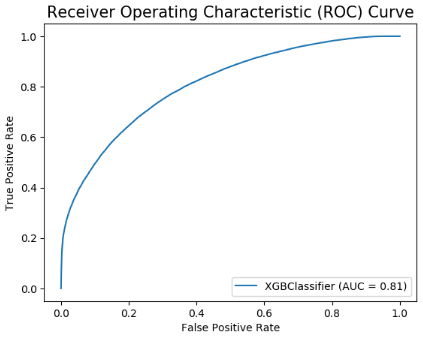 Receiver Operating Characteristic (ROC) Curve
1.0
0.8
0.6
0.4
0.2
0.0
True Positive Rate
XGBClassifier (AUC = 0.81)
0.0 0.2 0.4 0.6 0.8 1.0
False Positive Rate